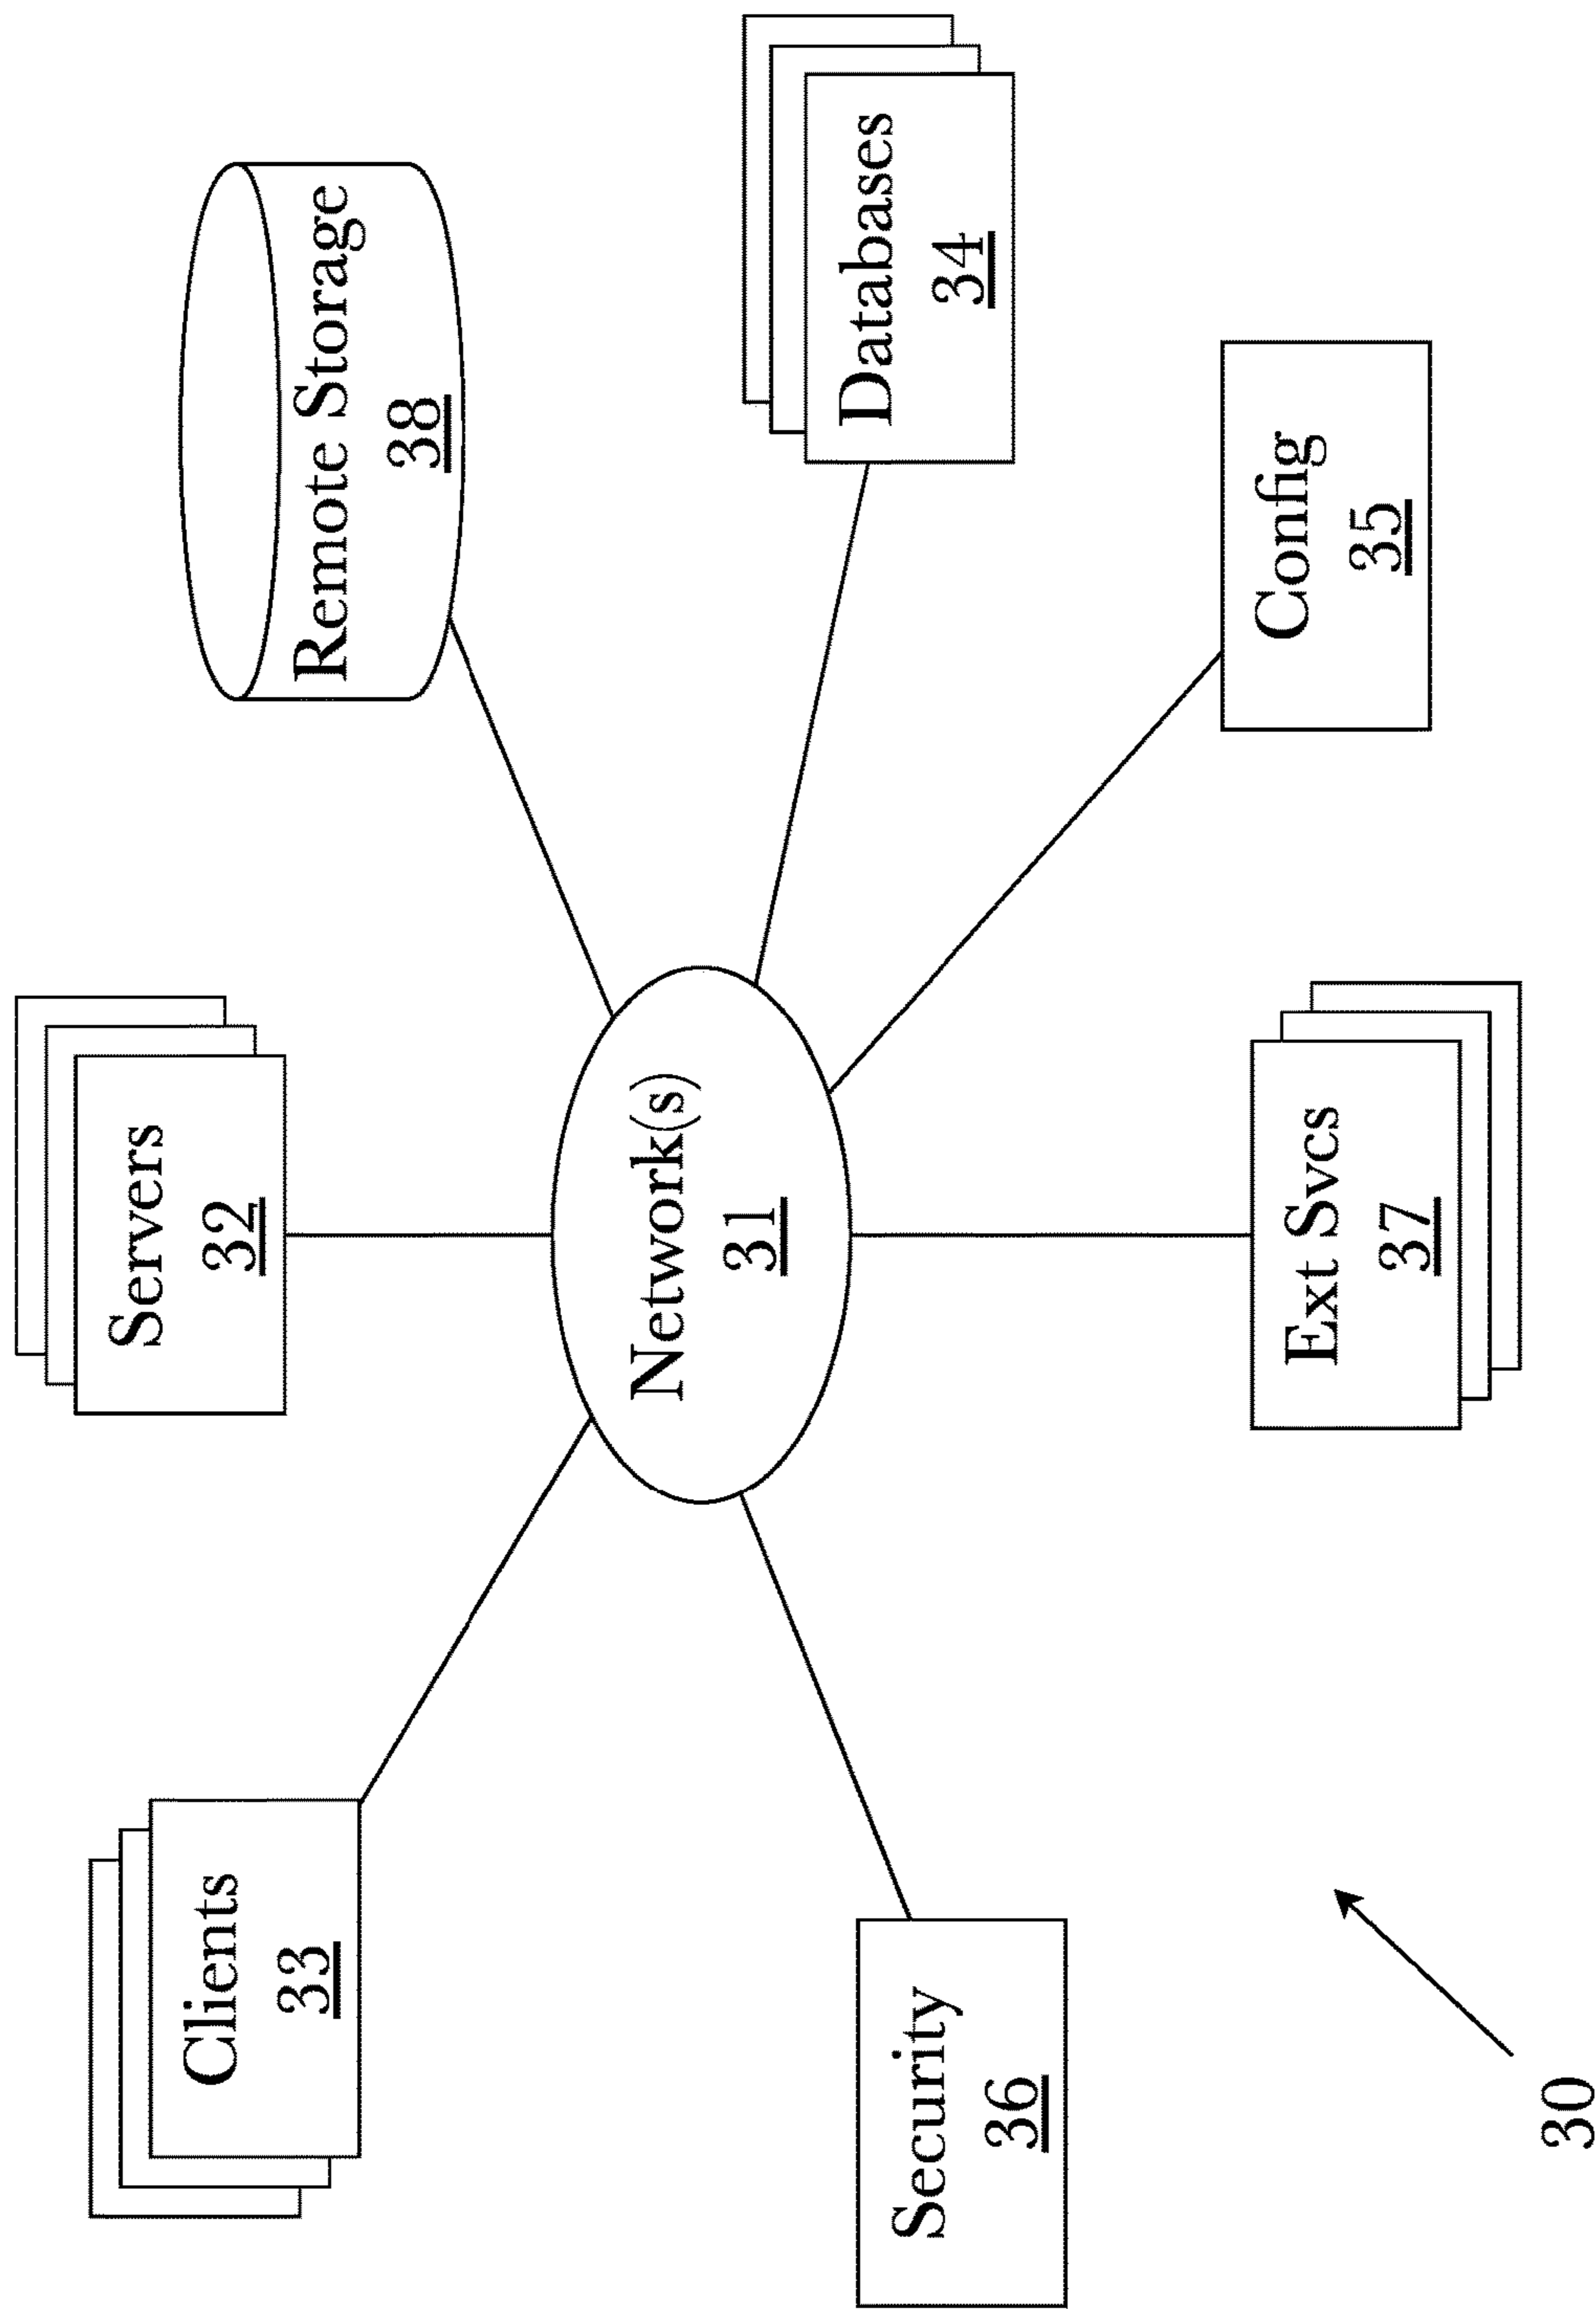 Servers
32
Clients
33
Remote Storage
38
Network(s)
31
Databases
34
Security
36
Ext Svcs
37
Config
35
30